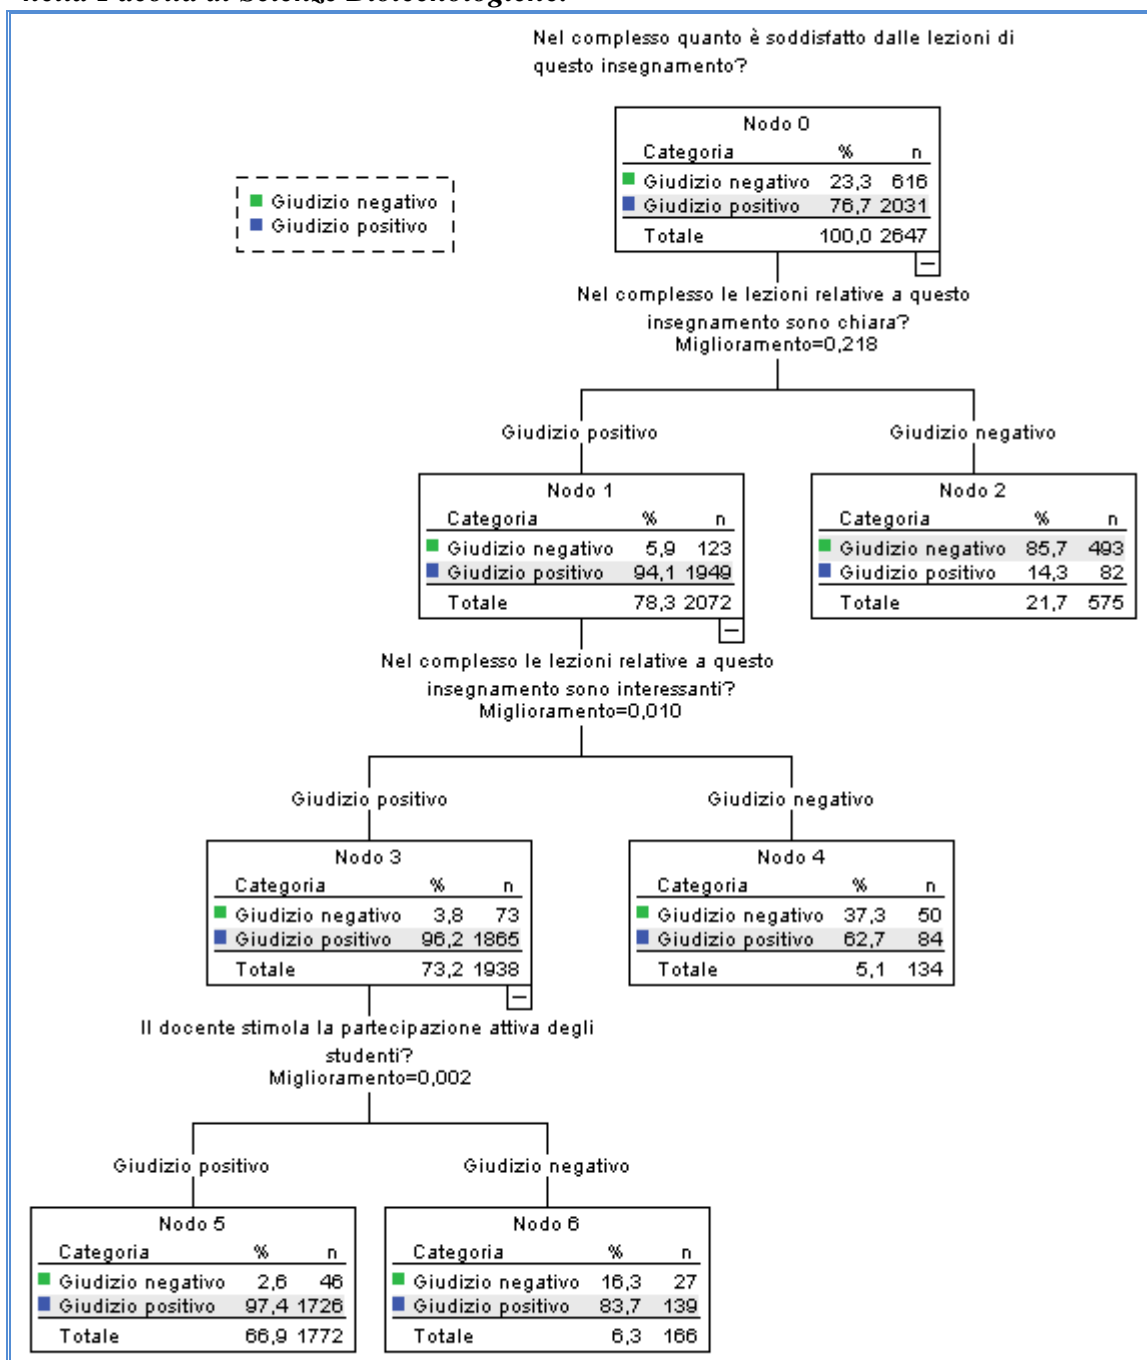 Nel complesso quanto è soddisfatto dalle lezioni di
questo insegnamento?
Nodo 0
Categoria % n
Giudizio negativo 23,3 616
Giudizio positivo 76,7 2031
Totale 100,0 2647
Giudizio negativo
Giudizio positivo
Nel complesso le lezioni relative a questo
insegnamento sono chiara?
Miglioramento=0,218
Giudizio positivo
Giudizio negativo
Nodo 1
Categoria % n
Giudizio negativo 5,9 123
Giudizio positivo 94,1 1949
Totale 78,3 2072
Nodo 2
Categoria % n
Giudizio negativo 85,7 493
Giudizio positivo 14,3 82
Totale 21,7 575
Nel complesso le lezioni relative a questo
insegnamento sono interessanti?
Miglioramento=0,010
Giudizio positivo
Giudizio negativo
Nodo 3
Categoria % n
Giudizio negativo 3,8 73
Giudizio positivo 96,2 1865
Totale 73,2 1938
Nodo 4
Categoria % n
Giudizio negativo 37,3 50
Giudizio positivo 62,7 84
Totale 5,1 134
Il docente stimola la partecipazione attiva degli
studenti?
Miglioramento=0,002
Giudizio positivo
Giudizio negativo
Nodo 5
Categoria % n
Giudizio negativo 2,6 46
Giudizio positivo 97,4 1726
Totale 66,9 1772
Nodo 6
Categoria % n
Giudizio negativo 16,3 27
Giudizio positivo 83,7 139
Totale 6,3 166